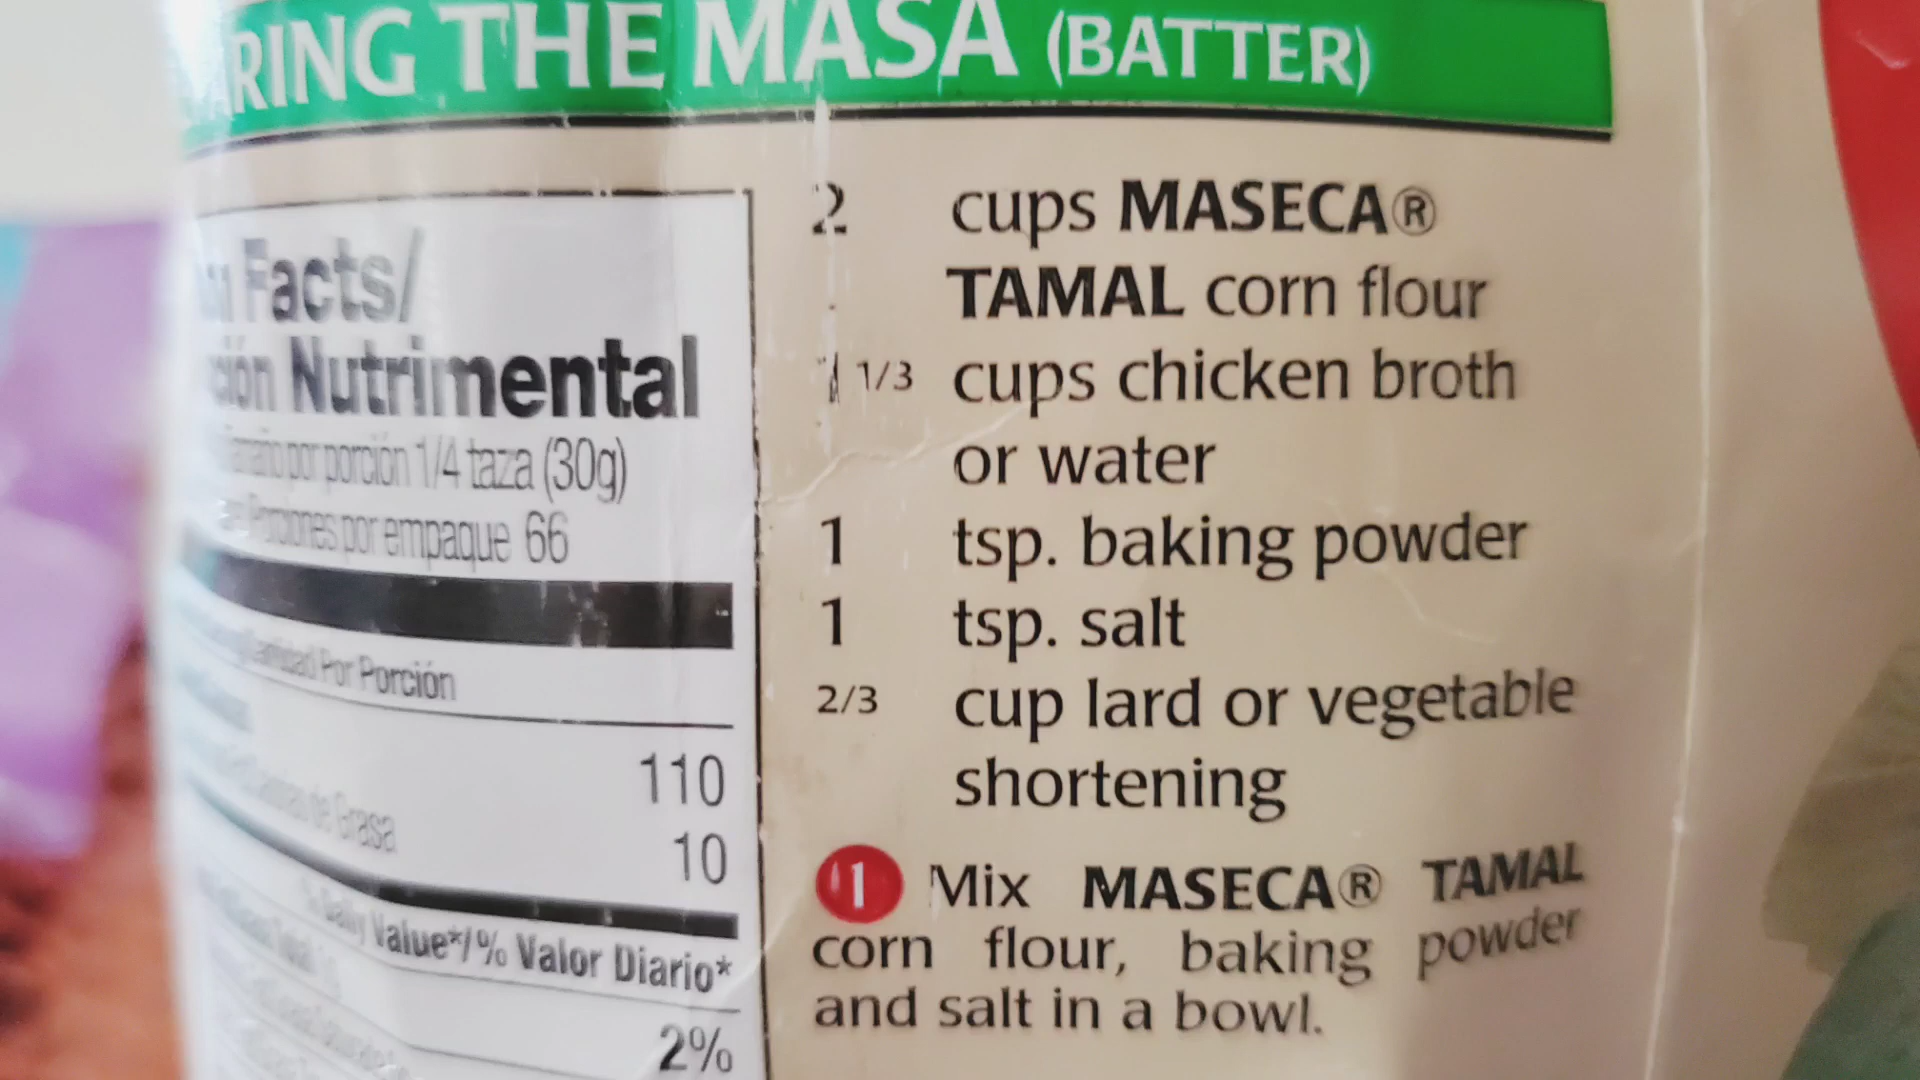 RING THE MASA (BATTER)
Facts/
ción Nutrimental
por porción 1/4 taza (30g)
Porciones por empaque 66
Cantidad Por Porción
110
de Grasa 10
% Daily Value*/% Valor Diario*
2%
2 cups MASECA®
TAMAL corn flour
1/3 cups chicken broth
or water
1 tsp. baking powder
1 tsp. salt
2/3 cup lard or vegetable
shortening
1 Mix MASECA® TAMAL
corn flour, baking powder
and salt in a bowl.